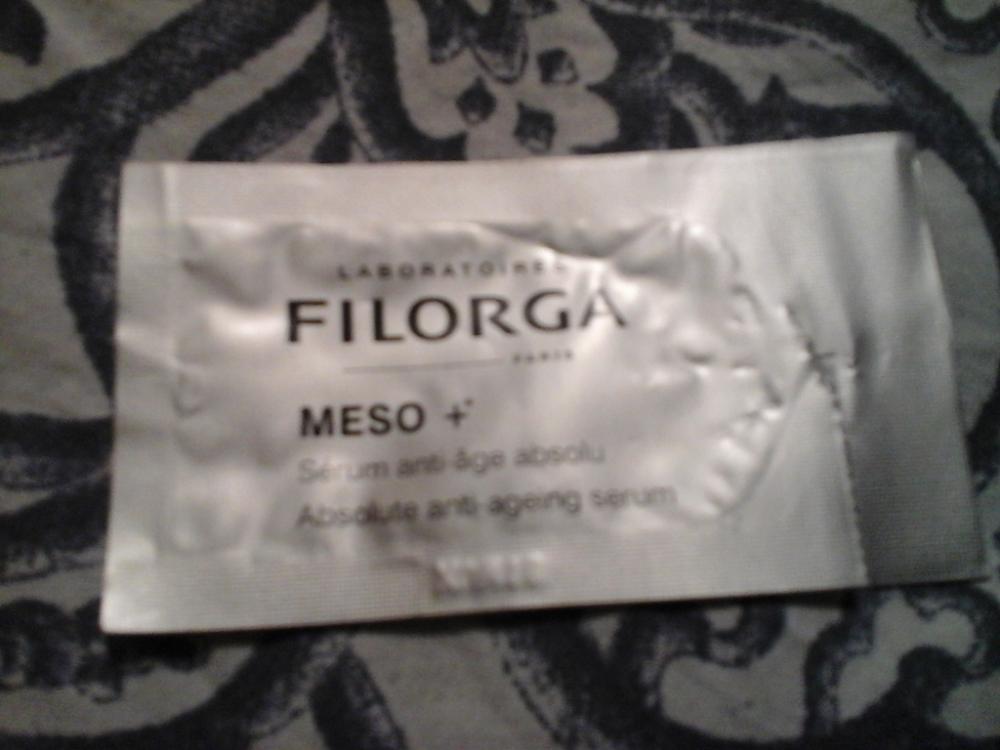 LABORATOIRES
FILORGA
PARIS
MESO +
Sérum anti-âge absolu
Absolute anti-ageing serum